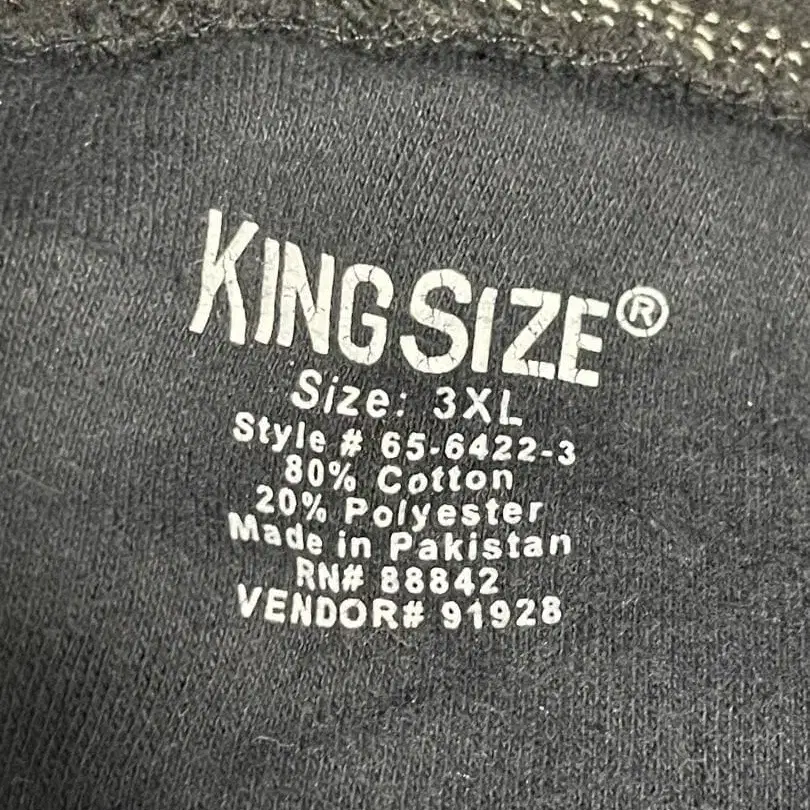 KINGSIZE®
Size: 3XL
Style # 65-6422-3
80% Cotton
20% Polyester
Made in Pakistan
RN# 88842
VENDOR# 91928